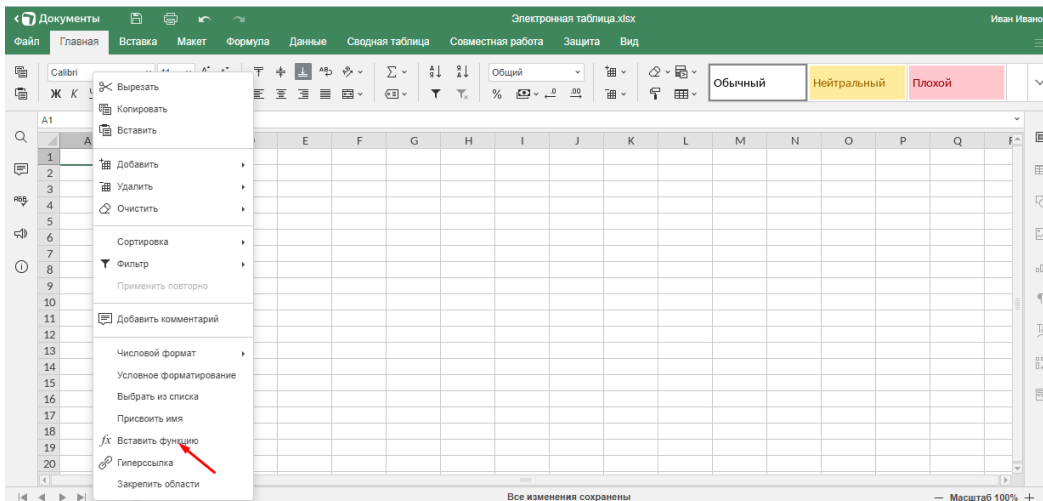 Документы
Электронная таблица.xlsx
Иван Ивано
Файл Главная Вставка Макет Формула Данные Сводная таблица Совместная работа Защита Вид
Calibri
Общий
Ж К
%
Обычный Нейтральный Плохой
A1
A E F G H I J K L M N O P Q
1
2
3
4
5
6
7
8
9
10
11
12
13
14
15
16
17
18
19
20
Вырезать
Копировать
Вставить
Добавить
Удалить
Очистить
Сортировка
Фильтр
Применить повторно
Добавить комментарий
Числовой формат
Условное форматирование
Выбрать из списка
Присвоить имя
fx Вставить функцию
Гиперссылка
Закрепить области
Все изменения сохранены
— Масштаб 100% +